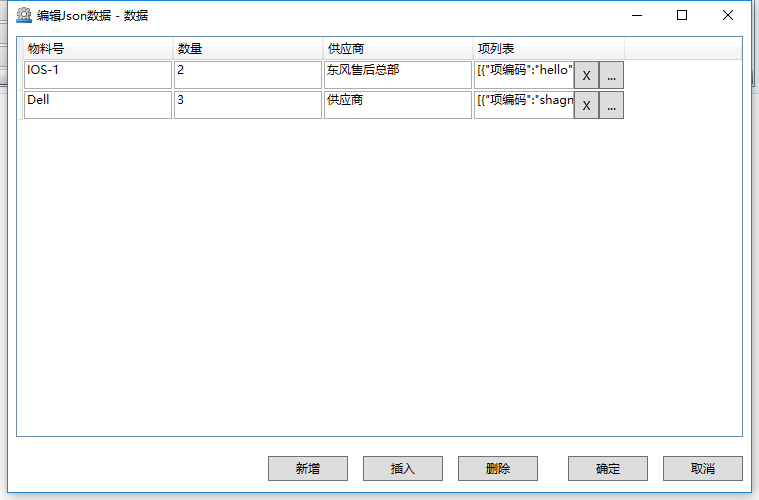 编辑Json数据 - 数据
物料号 数量 供应商 项列表
IOS-1 2 东风售后总部 [{"项编码":"hello" X ...
Dell 3 供应商 [{"项编码":"shagn X ...
新增 插入 删除 确定 取消